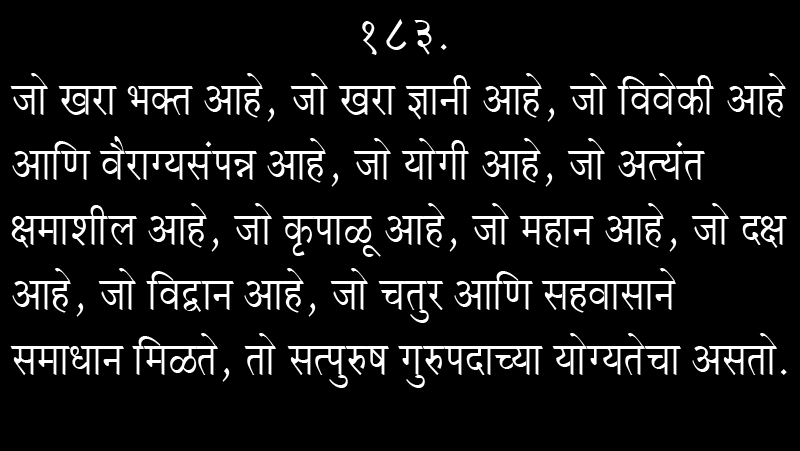 १८३.
जो खरा भक्त आहे, जो खरा ज्ञानी आहे, जो विवेकी आहे
आणि वैराग्यसंपन्न आहे, जो योगी आहे, जो अत्यंत
क्षमाशील आहे, जो कृपाळू आहे, जो महान आहे, जो दक्ष
आहे, जो विद्वान आहे, जो चतुर आणि सहवासाने
समाधान मिळते, तो सत्पुरुष गुरुपदाच्या योग्यतेचा असतो.